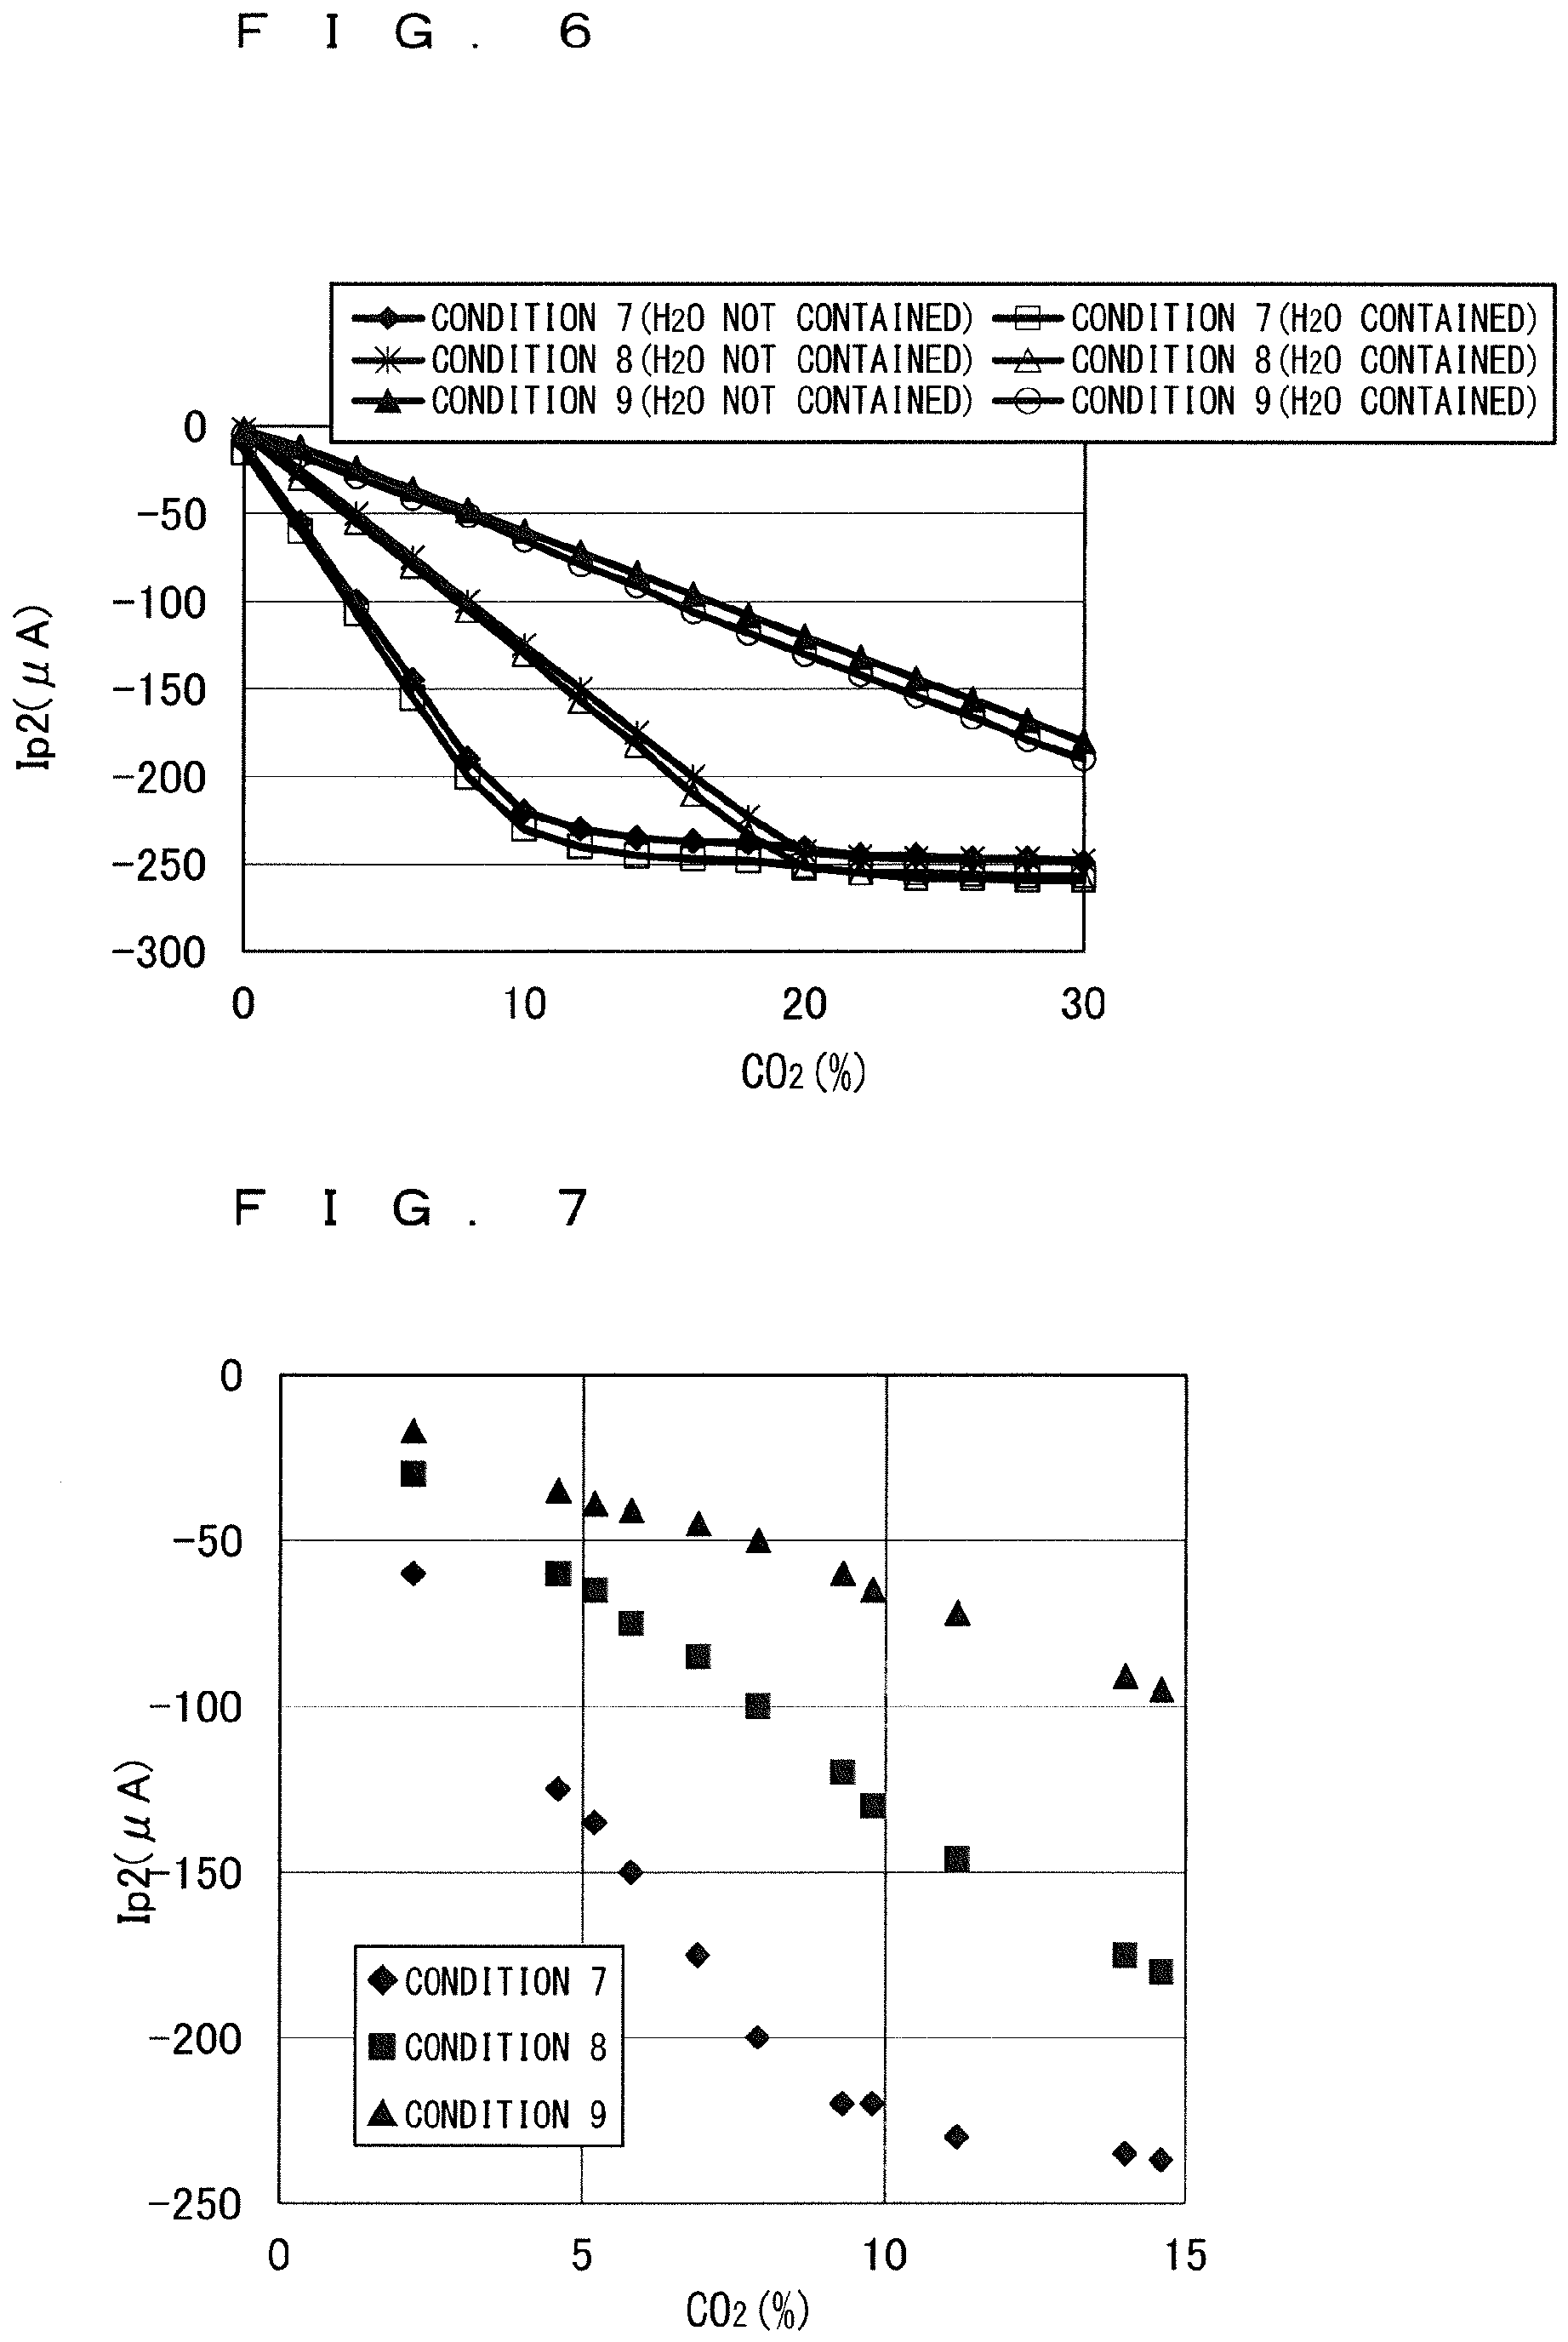 FIG. 6
CONDITION 7(H2O NOT CONTAINED) CONDITION 7(H2O CONTAINED)
CONDITION 8(H2O NOT CONTAINED) CONDITION 8(H2O CONTAINED)
CONDITION 9(H2O NOT CONTAINED) CONDITION 9(H2O CONTAINED)
0
-50
-100
-150
-200
-250
-300
Ip2(μA)
0 10 20 30
CO2(%)
FIG. 7
0
-50
-100
-150
-200
-250
Ip2(μA)
CONDITION 7
CONDITION 8
CONDITION 9
0 5 10 15
CO2(%)